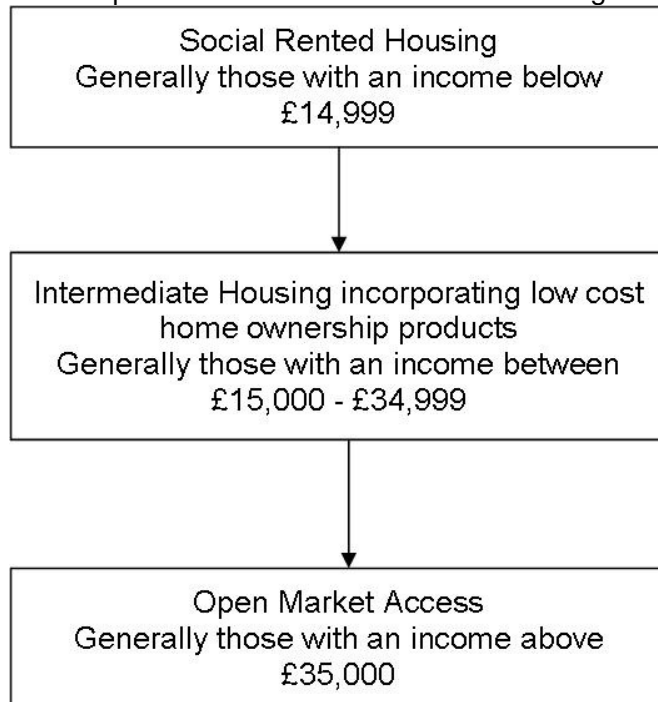 Social Rented Housing
Generally those with an income below
£14,999
Intermediate Housing incorporating low cost
home ownership products
Generally those with an income between
£15,000 - £34,999
Open Market Access
Generally those with an income above
£35,000